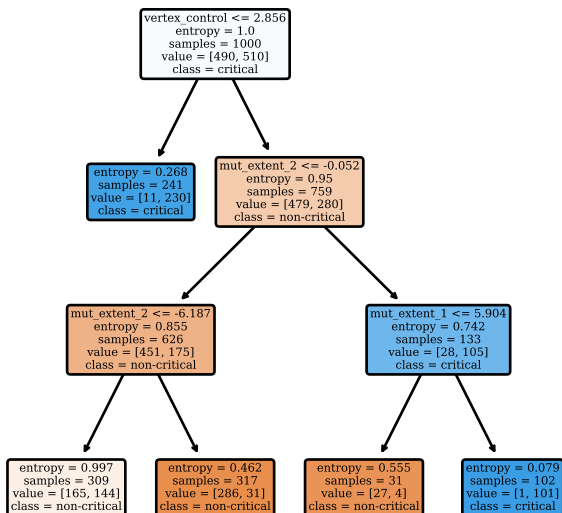 vertex_control <= 2.856
entropy = 1.0
samples = 1000
value = [490, 510]
class = critical
entropy = 0.268
samples = 241
value = [11, 230]
class = critical
mut_extent_2 <= -0.052
entropy = 0.95
samples = 759
value = [479, 280]
class = non-critical
mut_extent_2 <= -6.187
entropy = 0.855
samples = 626
value = [451, 175]
class = non-critical
mut_extent_1 <= 5.904
entropy = 0.742
samples = 133
value = [28, 105]
class = critical
entropy = 0.997
samples = 309
value = [165, 144]
class = non-critical
entropy = 0.462
samples = 317
value = [286, 31]
class = non-critical
entropy = 0.555
samples = 31
value = [27, 4]
class = non-critical
entropy = 0.079
samples = 102
value = [1, 101]
class = critical